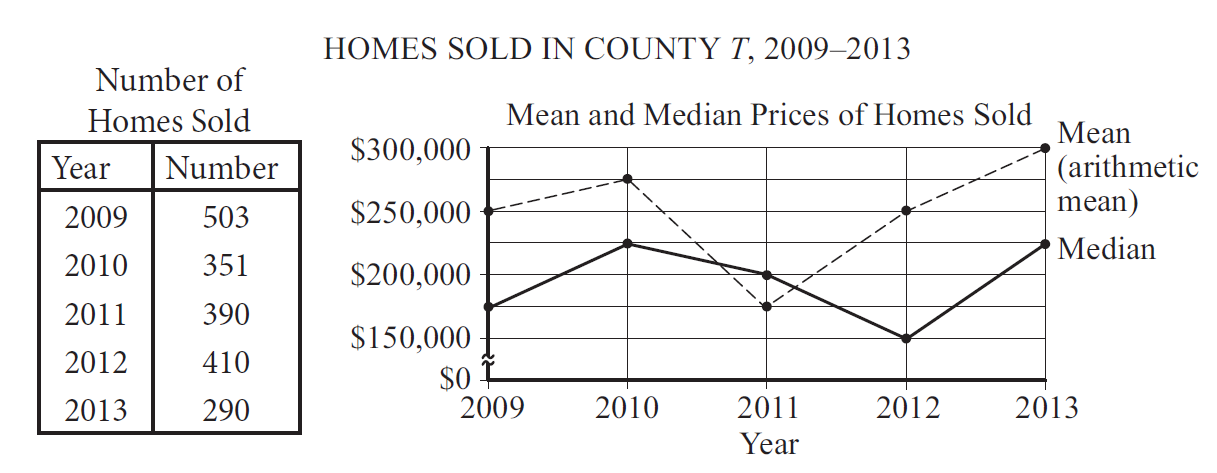 HOMES SOLD IN COUNTY T, 2009–2013
Number of
Homes Sold
Year Number
2009 503
2010 351
2011 390
2012 410
2013 290
Mean and Median Prices of Homes Sold
$300,000
$250,000
$200,000
$150,000
$0
2009 2010 2011 2012 2013
Year
Mean
(arithmetic
mean)
Median